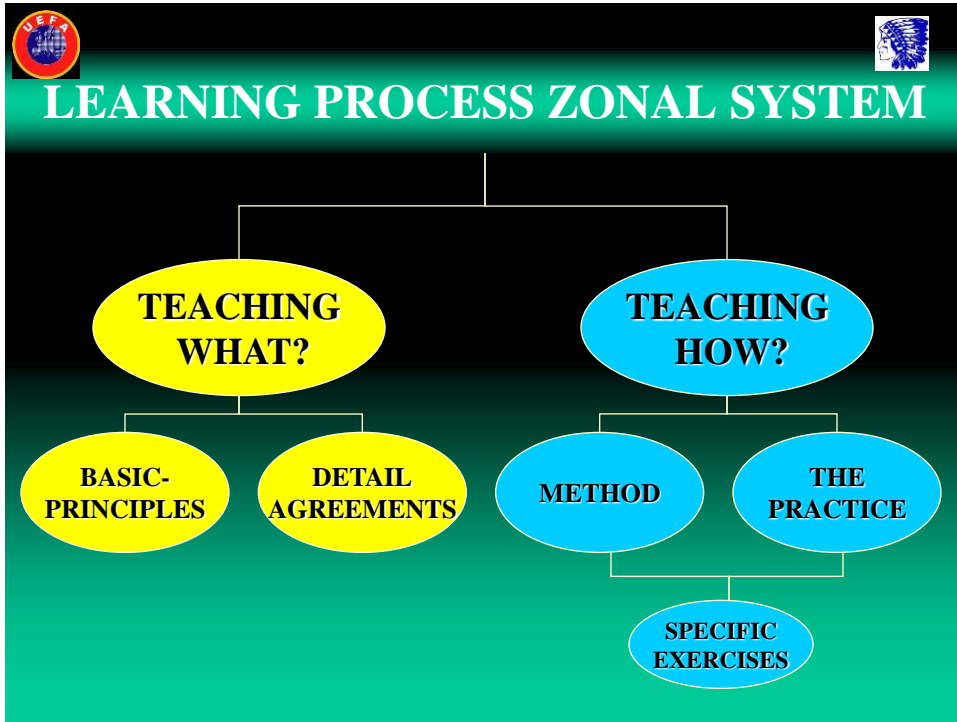 UEFA
LEARNING PROCESS ZONAL SYSTEM
TEACHING
WHAT?
TEACHING
HOW?
BASIC-
PRINCIPLES
DETAIL
AGREEMENTS
METHOD
THE
PRACTICE
SPECIFIC
EXERCISES